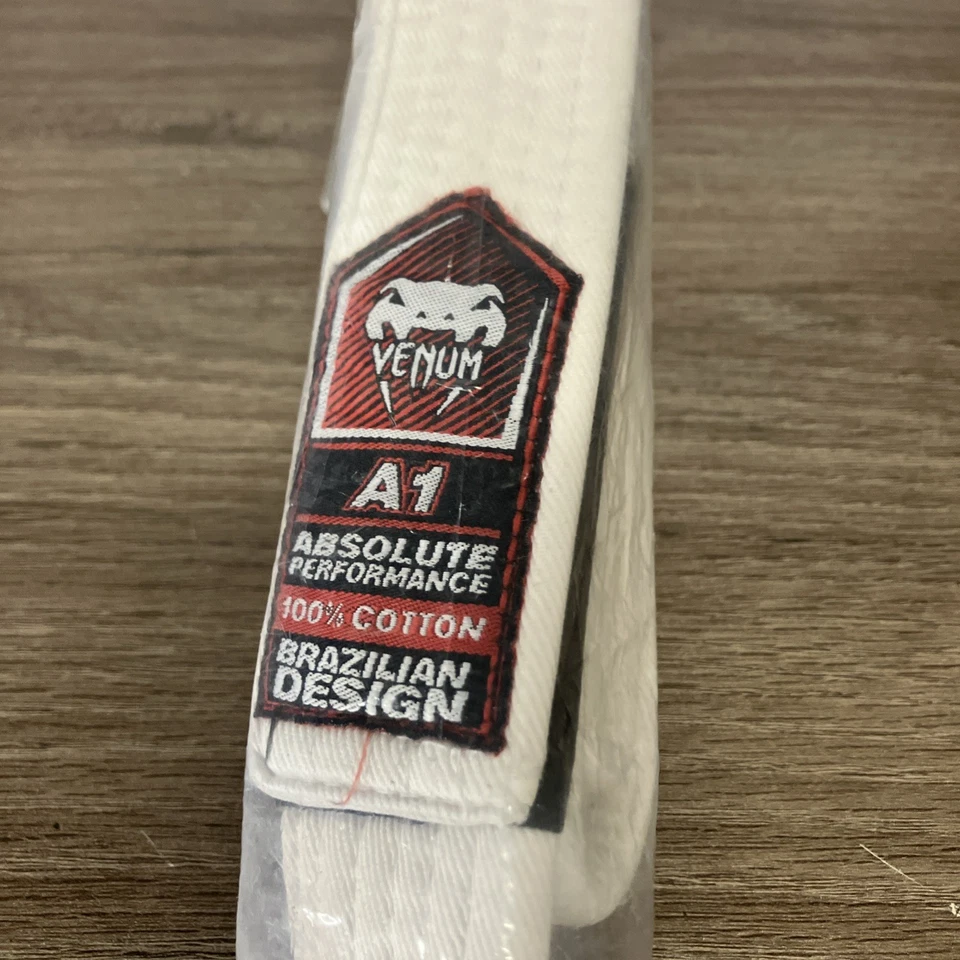 VENUM
A1
ABSOLUTE
PERFORMANCE
100% COTTON
BRAZILIAN
DESIGN